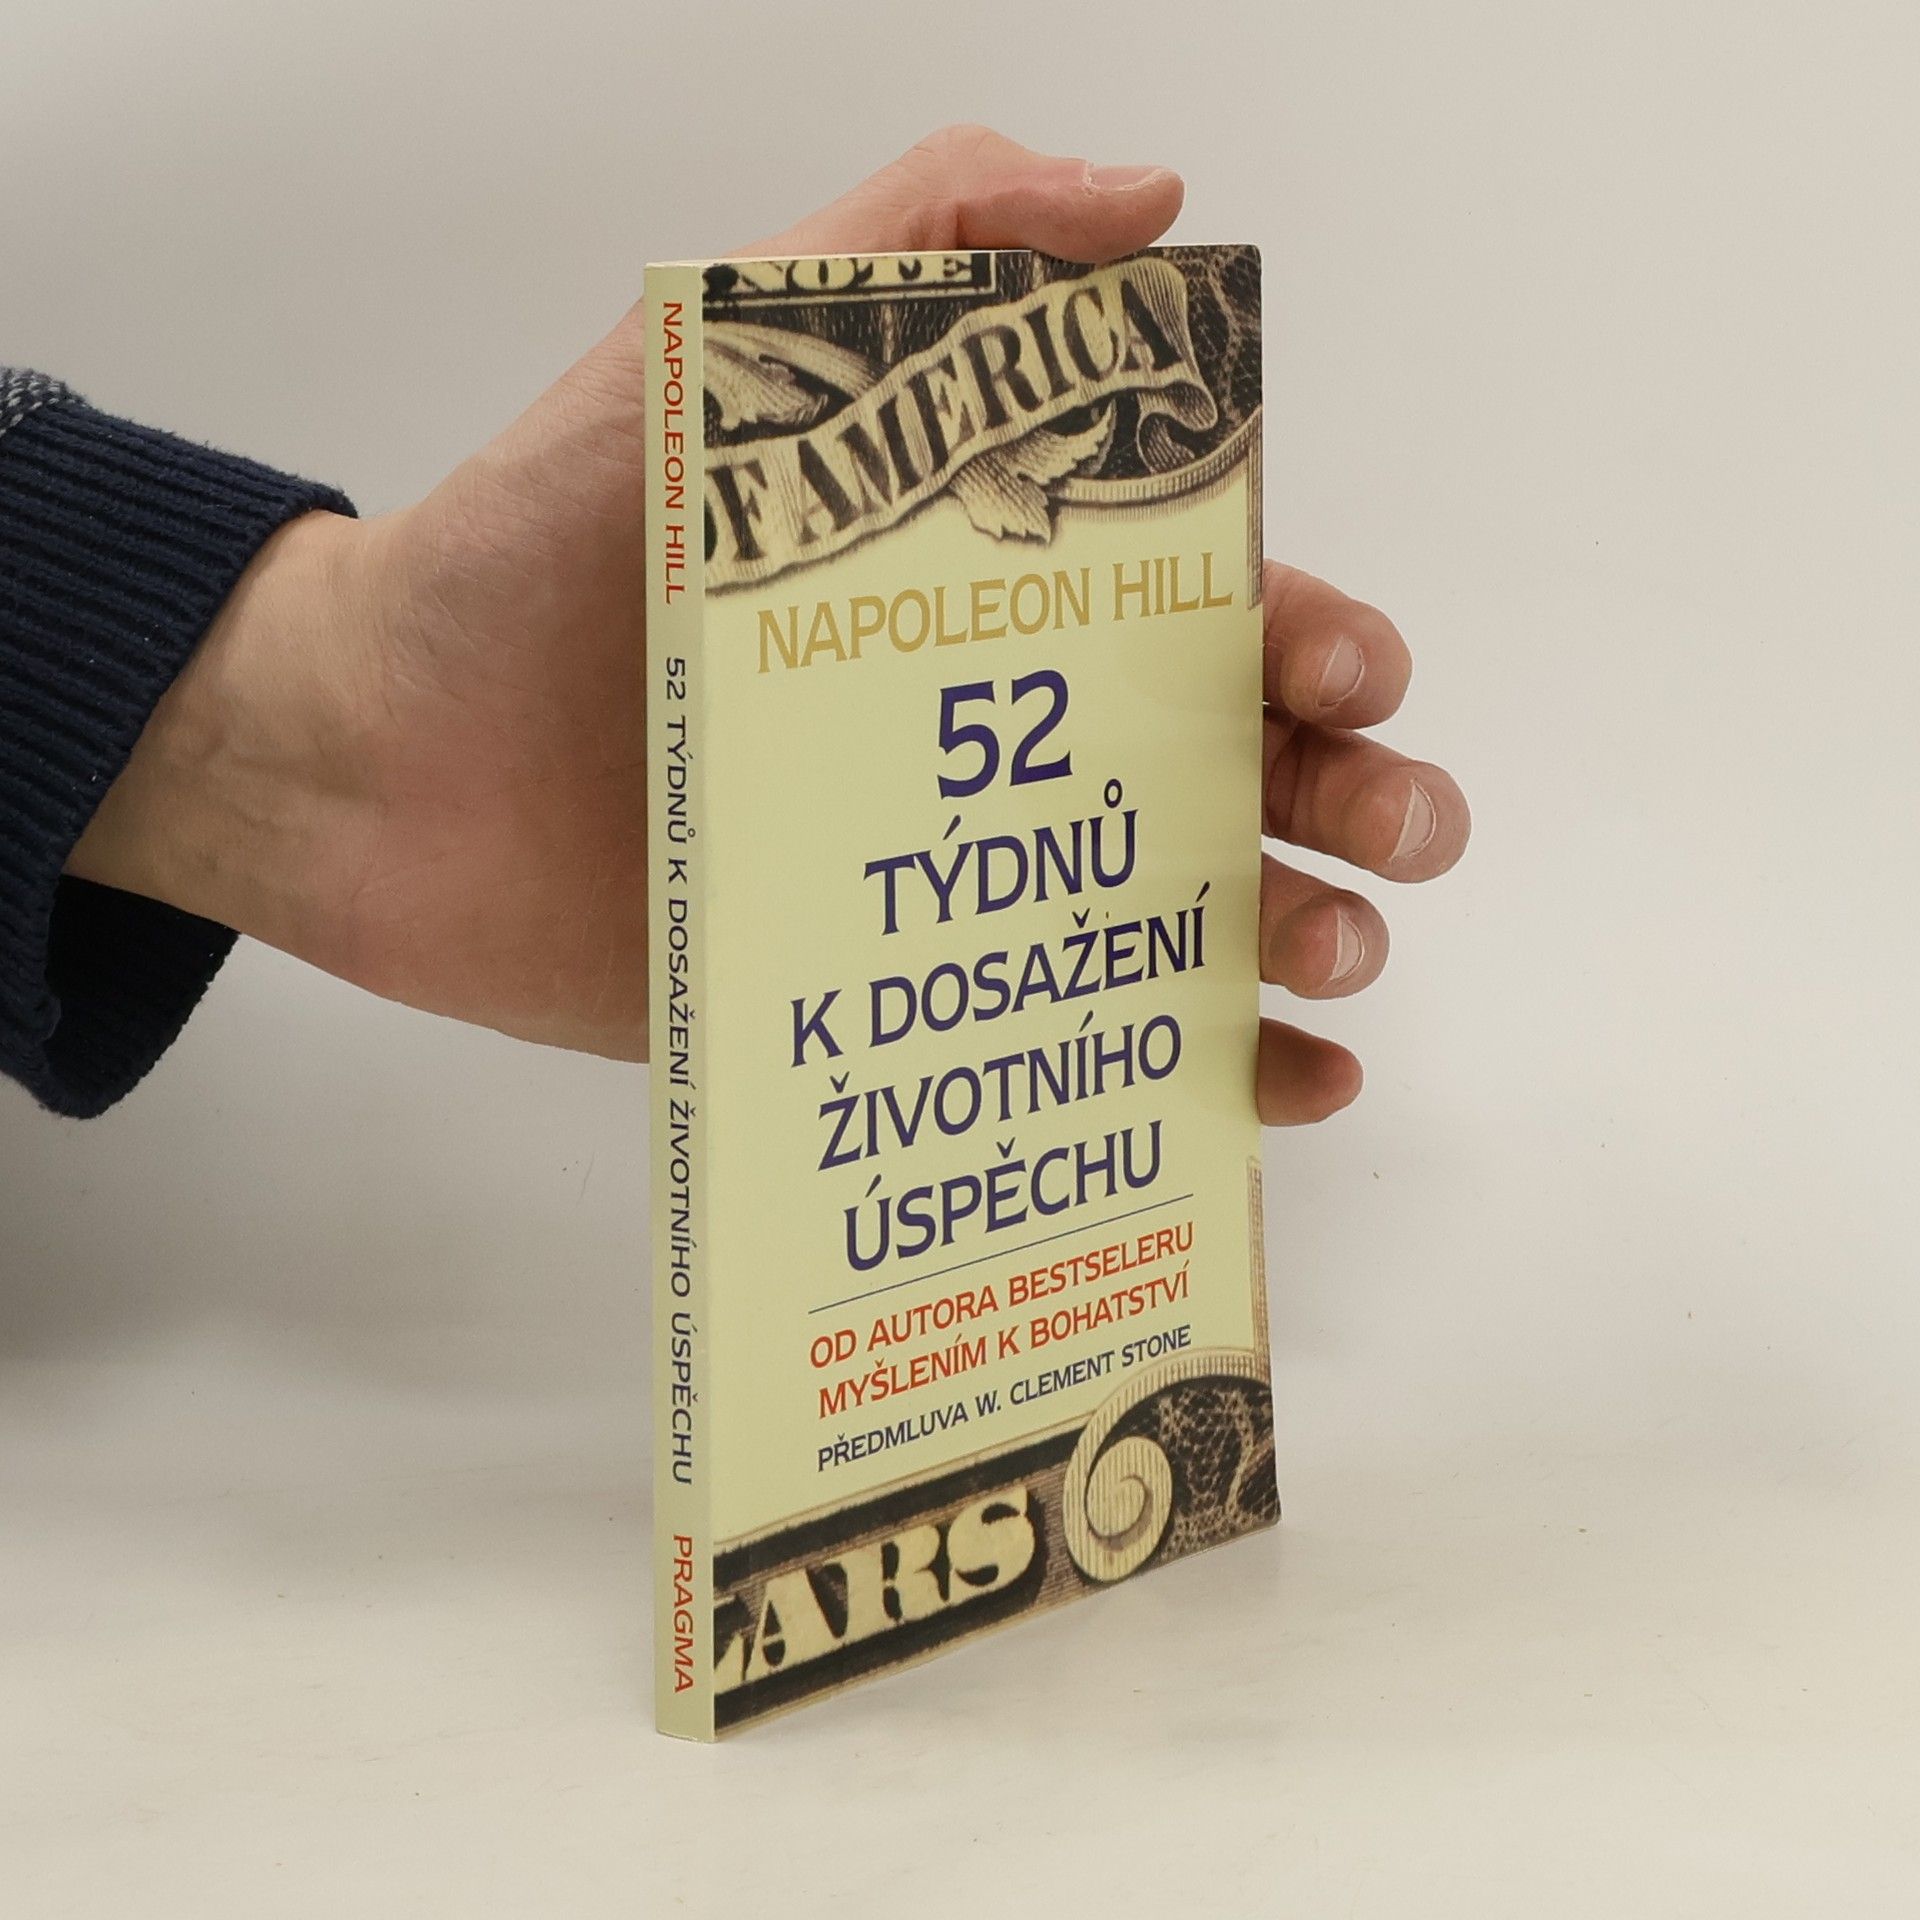 NAPOLEON HILL 52 TÝDNŮ K DOSAŽENÍ ŽIVOTNÍHO ÚSPĚCHU PRAGMA
NOTE
OF AMERICA
NAPOLEON HILL
52
TÝDNŮ
K DOSAŽENÍ
ŽIVOTNÍHO
ÚSPĚCHU
OD AUTORA BESTSELERU
MYŠLENÍM K BOHATSTVÍ
PŘEDMLUVA W. CLEMENT STONE
LARS